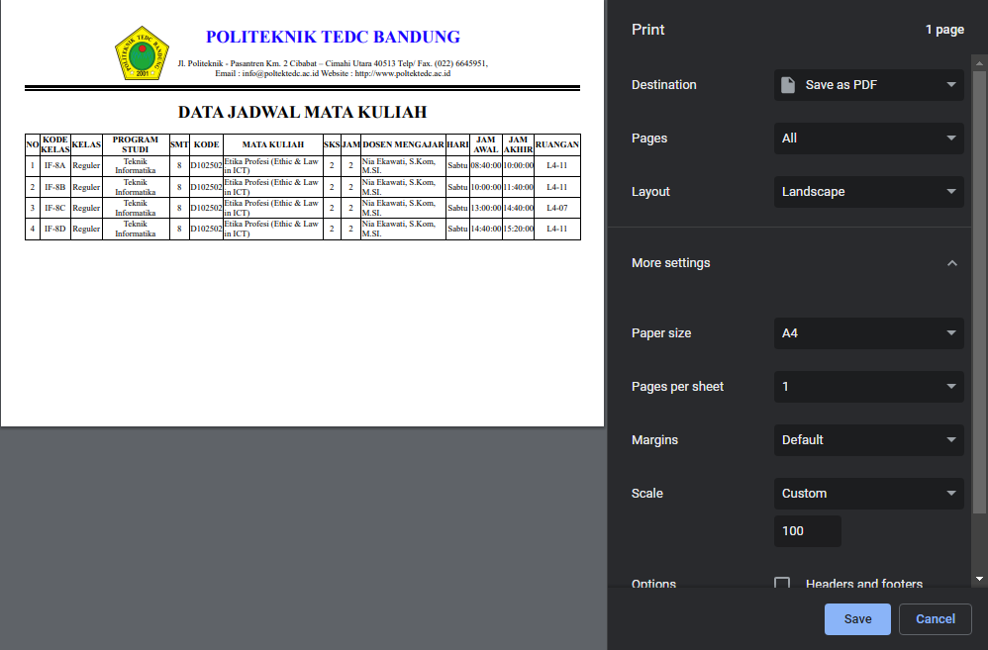 POLITEKNIK TEDC BANDUNG
POLITEKNIK TEDC BANDUNG
2001
Jl. Politeknik - Pasantren Km. 2 Cibabat – Cimahi Utara 40513 Telp/ Fax. (022) 6645951,
Email : info@poltektedc.ac.id Website : http://www.poltektedc.ac.id
DATA JADWAL MATA KULIAH
NO KODE KELAS KELAS PROGRAM STUDI SMT KODE MATA KULIAH SKS JAM DOSEN MENGAJAR HARI JAM AWAL JAM AKHIR RUANGAN
1 IF-8A Reguler Teknik Informatika 8 D102502 Etika Profesi (Ethic & Law in ICT) 2 2 Nia Ekawati, S.Kom, M.SI. Sabtu 08:40:00 10:00:00 L4-11
2 IF-8B Reguler Teknik Informatika 8 D102502 Etika Profesi (Ethic & Law in ICT) 2 2 Nia Ekawati, S.Kom, M.SI. Sabtu 10:00:00 11:40:00 L4-11
3 IF-8C Reguler Teknik Informatika 8 D102502 Etika Profesi (Ethic & Law in ICT) 2 2 Nia Ekawati, S.Kom, M.SI. Sabtu 13:00:00 14:40:00 L4-07
4 IF-8D Reguler Teknik Informatika 8 D102502 Etika Profesi (Ethic & Law in ICT) 2 2 Nia Ekawati, S.Kom, M.SI. Sabtu 14:40:00 15:20:00 L4-11
Print 1 page
Destination Save as PDF
Pages All
Layout Landscape
More settings
Paper size A4
Pages per sheet 1
Margins Default
Scale Custom
100
Options Headers and footers
Save Cancel